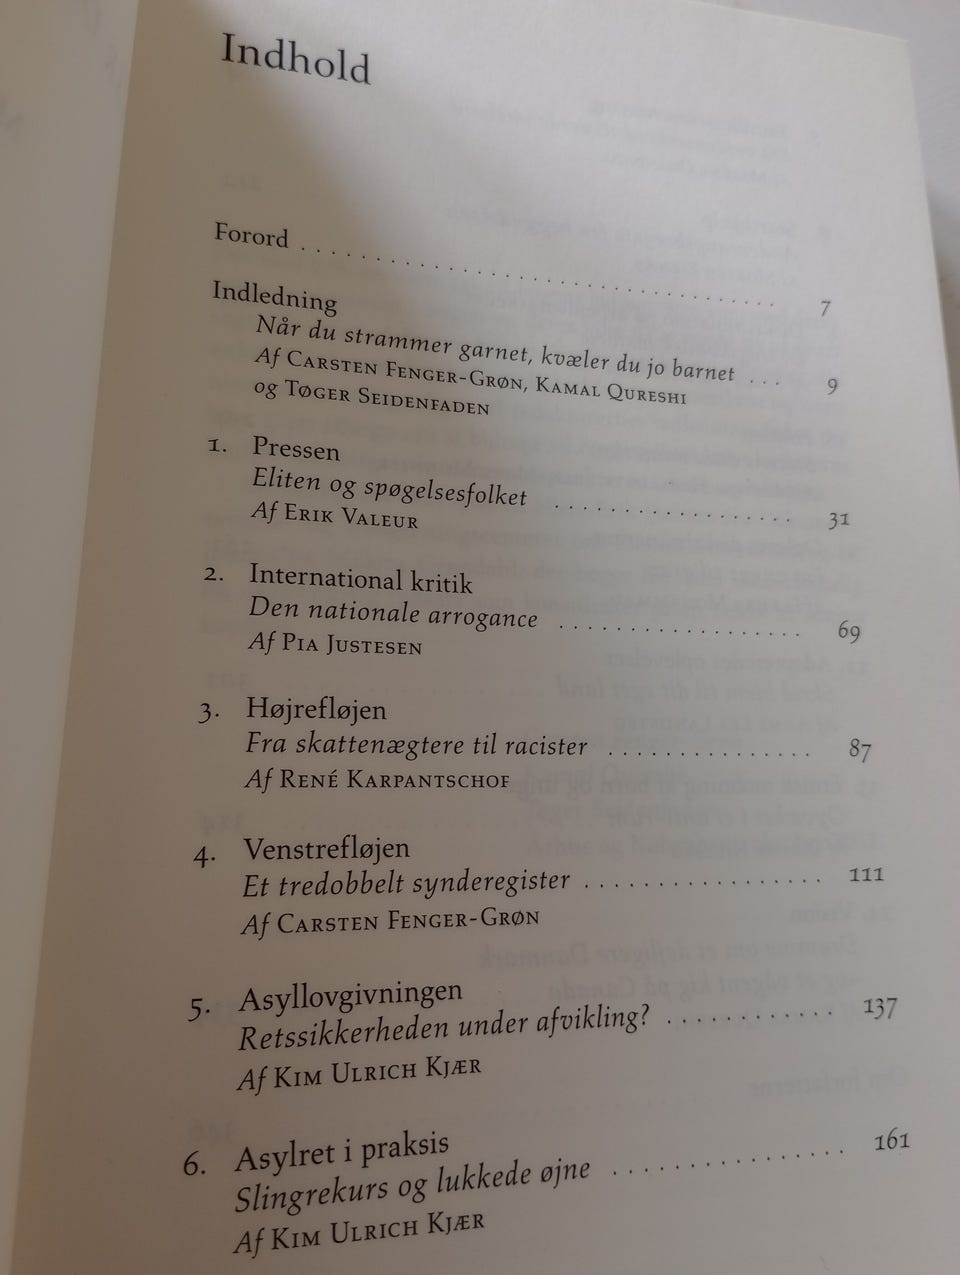 Indhold
Forord . . . . . . . . . . . . . . . . . . . . . . . . . . . . . . . . . 7
Indledning
Når du strammer garnet, kvæler du jo barnet . . . 9
Af Carsten Fenger-Grøn, Kamal Qureshi
og Tøger Seidenfaden
1. Pressen
Eliten og spøgelsesfolket . . . . . . . . . . . . . . . . . 31
Af Erik Valeur
2. International kritik
Den nationale arrogance . . . . . . . . . . . . . . . . . 69
Af Pia Justesen
3. Højrefløjen
Fra skattenægtere til racister . . . . . . . . . . . . . . 87
Af René Karpantschof
4. Venstrefløjen
Et tredobbelt synderegister . . . . . . . . . . . . . . . . . 111
Af Carsten Fenger-Grøn
5. Asyllovgivningen
Retssikkerheden under afvikling? . . . . . . . . . . . . 137
Af Kim Ulrich Kjær
6. Asylret i praksis
Slingrekurs og lukkede øjne . . . . . . . . . . . . . . . 161
Af Kim Ulrich Kjær